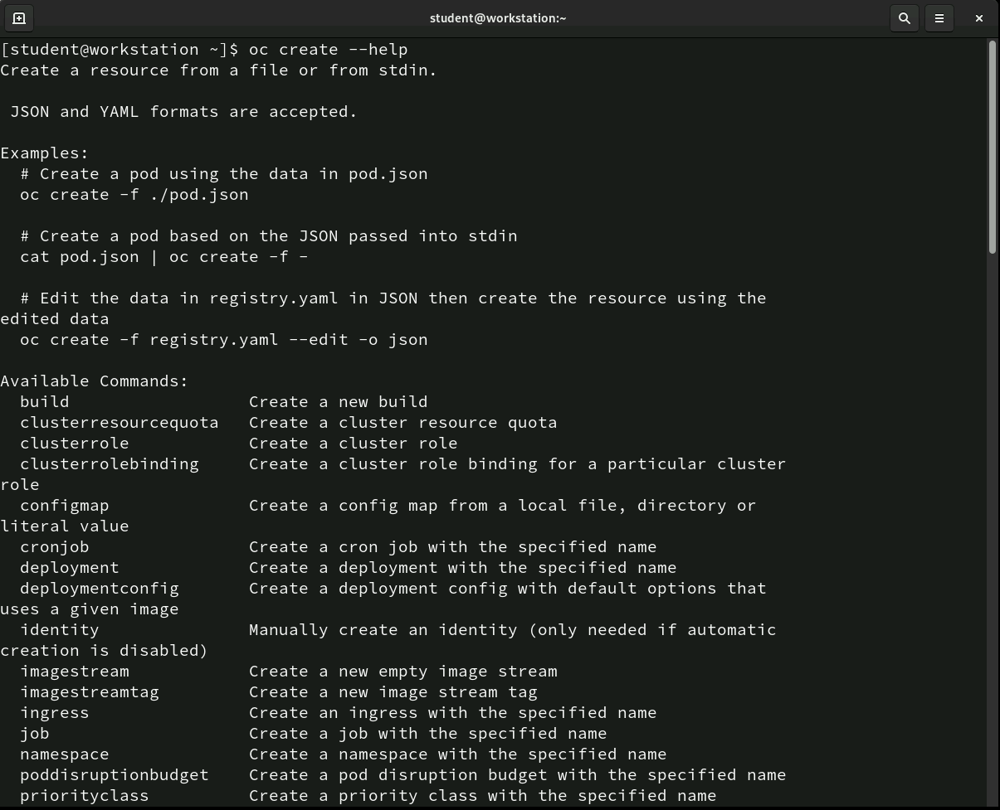 student@workstation:~
[student@workstation ~]$ oc create --help
Create a resource from a file or from stdin.
JSON and YAML formats are accepted.
Examples:
# Create a pod using the data in pod.json
oc create -f ./pod.json
# Create a pod based on the JSON passed into stdin
cat pod.json | oc create -f -
# Edit the data in registry.yaml in JSON then create the resource using the
edited data
oc create -f registry.yaml --edit -o json
Available Commands:
build Create a new build
clusterresourcequota Create a cluster resource quota
clusterrole Create a cluster role
clusterrolebinding Create a cluster role binding for a particular cluster
role
configmap Create a config map from a local file, directory or
literal value
cronjob Create a cron job with the specified name
deployment Create a deployment with the specified name
deploymentconfig Create a deployment config with default options that
uses a given image
identity Manually create an identity (only needed if automatic
creation is disabled)
imagestream Create a new empty image stream
imagestreamtag Create a new image stream tag
ingress Create an ingress with the specified name
job Create a job with the specified name
namespace Create a namespace with the specified name
poddisruptionbudget Create a pod disruption budget with the specified name
priorityclass Create a priority class with the specified name